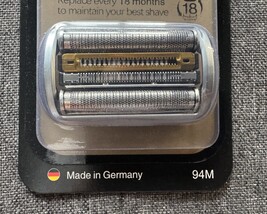 Replace every 18 months
to maintain your best shave
18
Made in Germany
94M